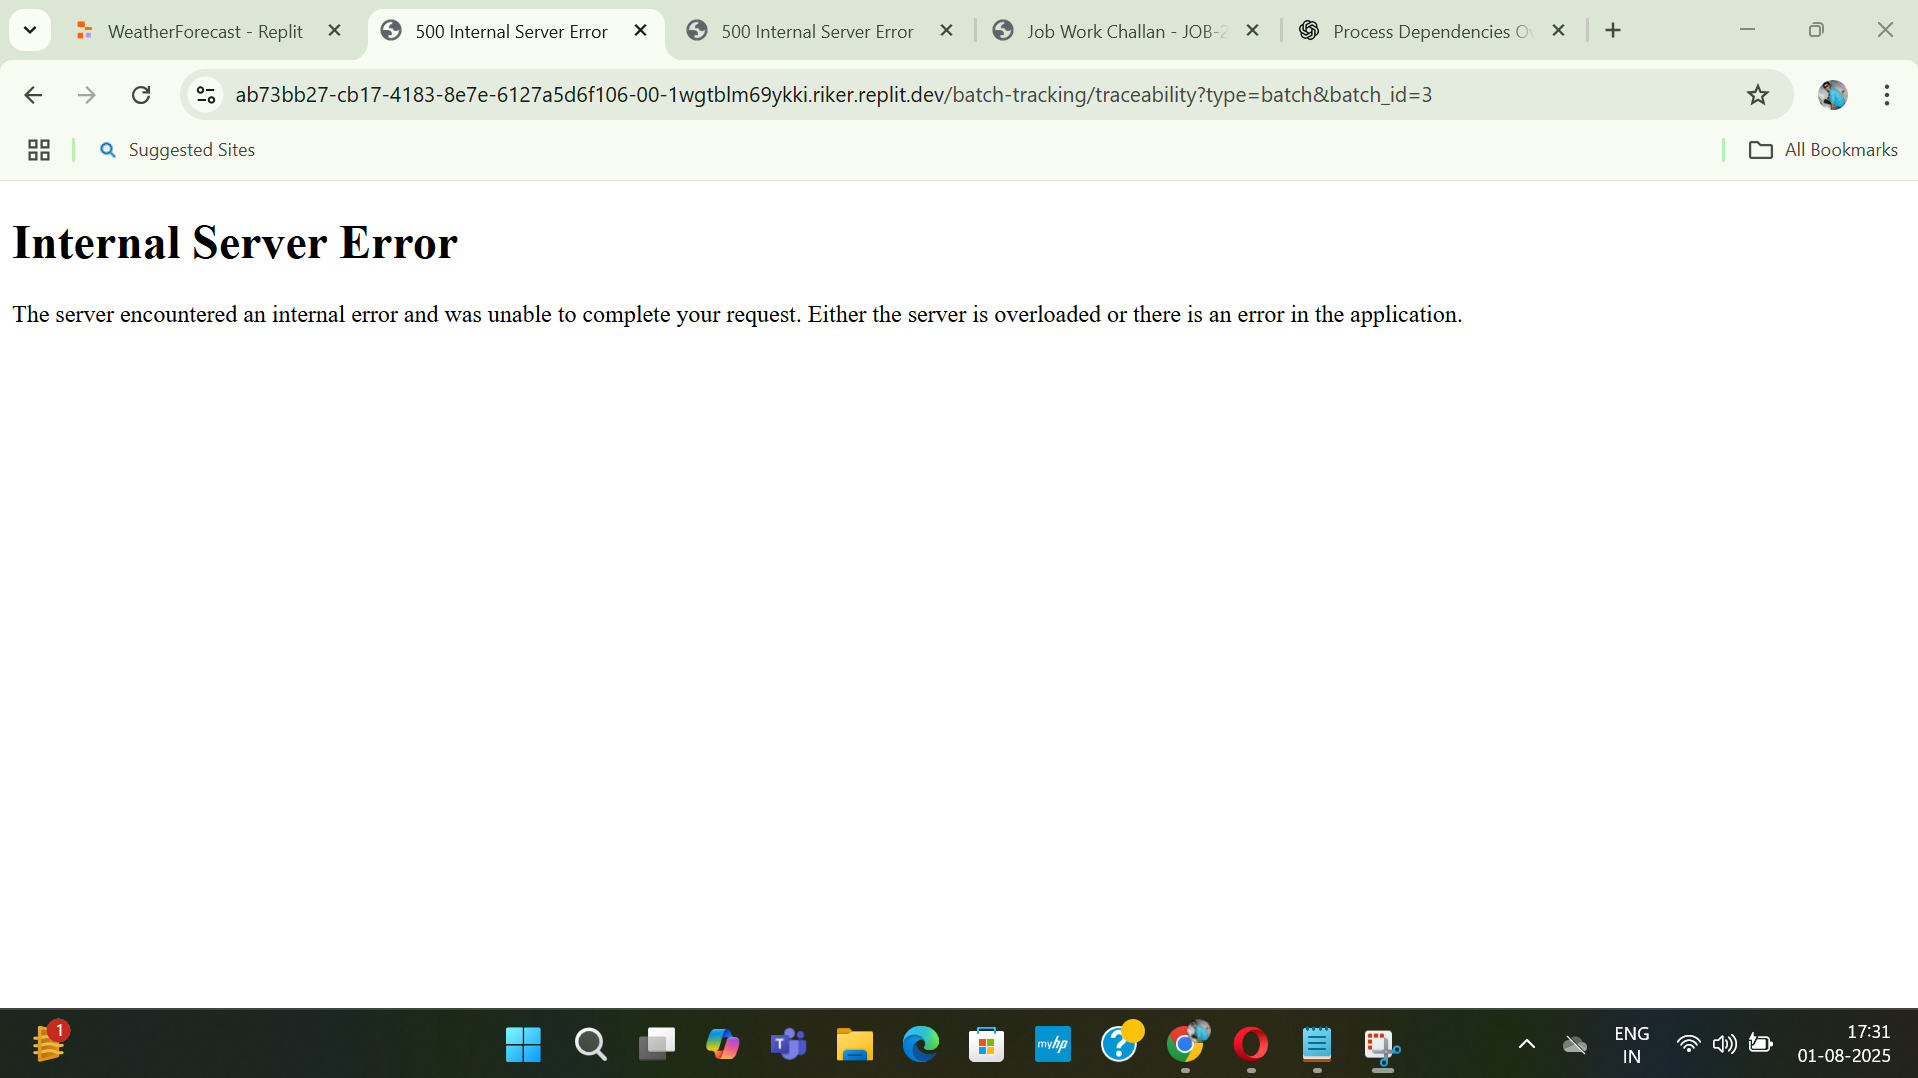 WeatherForecast - Replit
500 Internal Server Error
500 Internal Server Error
Job Work Challan - JOB-2
Process Dependencies Ov
ab73bb27-cb17-4183-8e7e-6127a5d6f106-00-1wgtblm69ykki.riker.replit.dev/batch-tracking/traceability?type=batch&batch_id=3
Suggested Sites
All Bookmarks
Internal Server Error
The server encountered an internal error and was unable to complete your request. Either the server is overloaded or there is an error in the application.
1
T
myhp
?
ENG
IN
17:31
01-08-2025